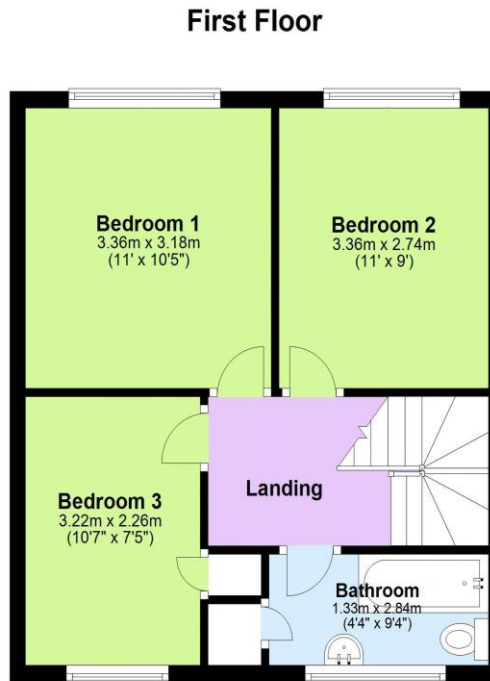 First Floor
Bedroom 1
3.36m x 3.18m
(11' x 10'5")
Bedroom 2
3.36m x 2.74m
(11' x 9')
Bedroom 3
3.22m x 2.26m
(10'7" x 7'5")
Landing
Bathroom
1.33m x 2.84m
(4'4" x 9'4")